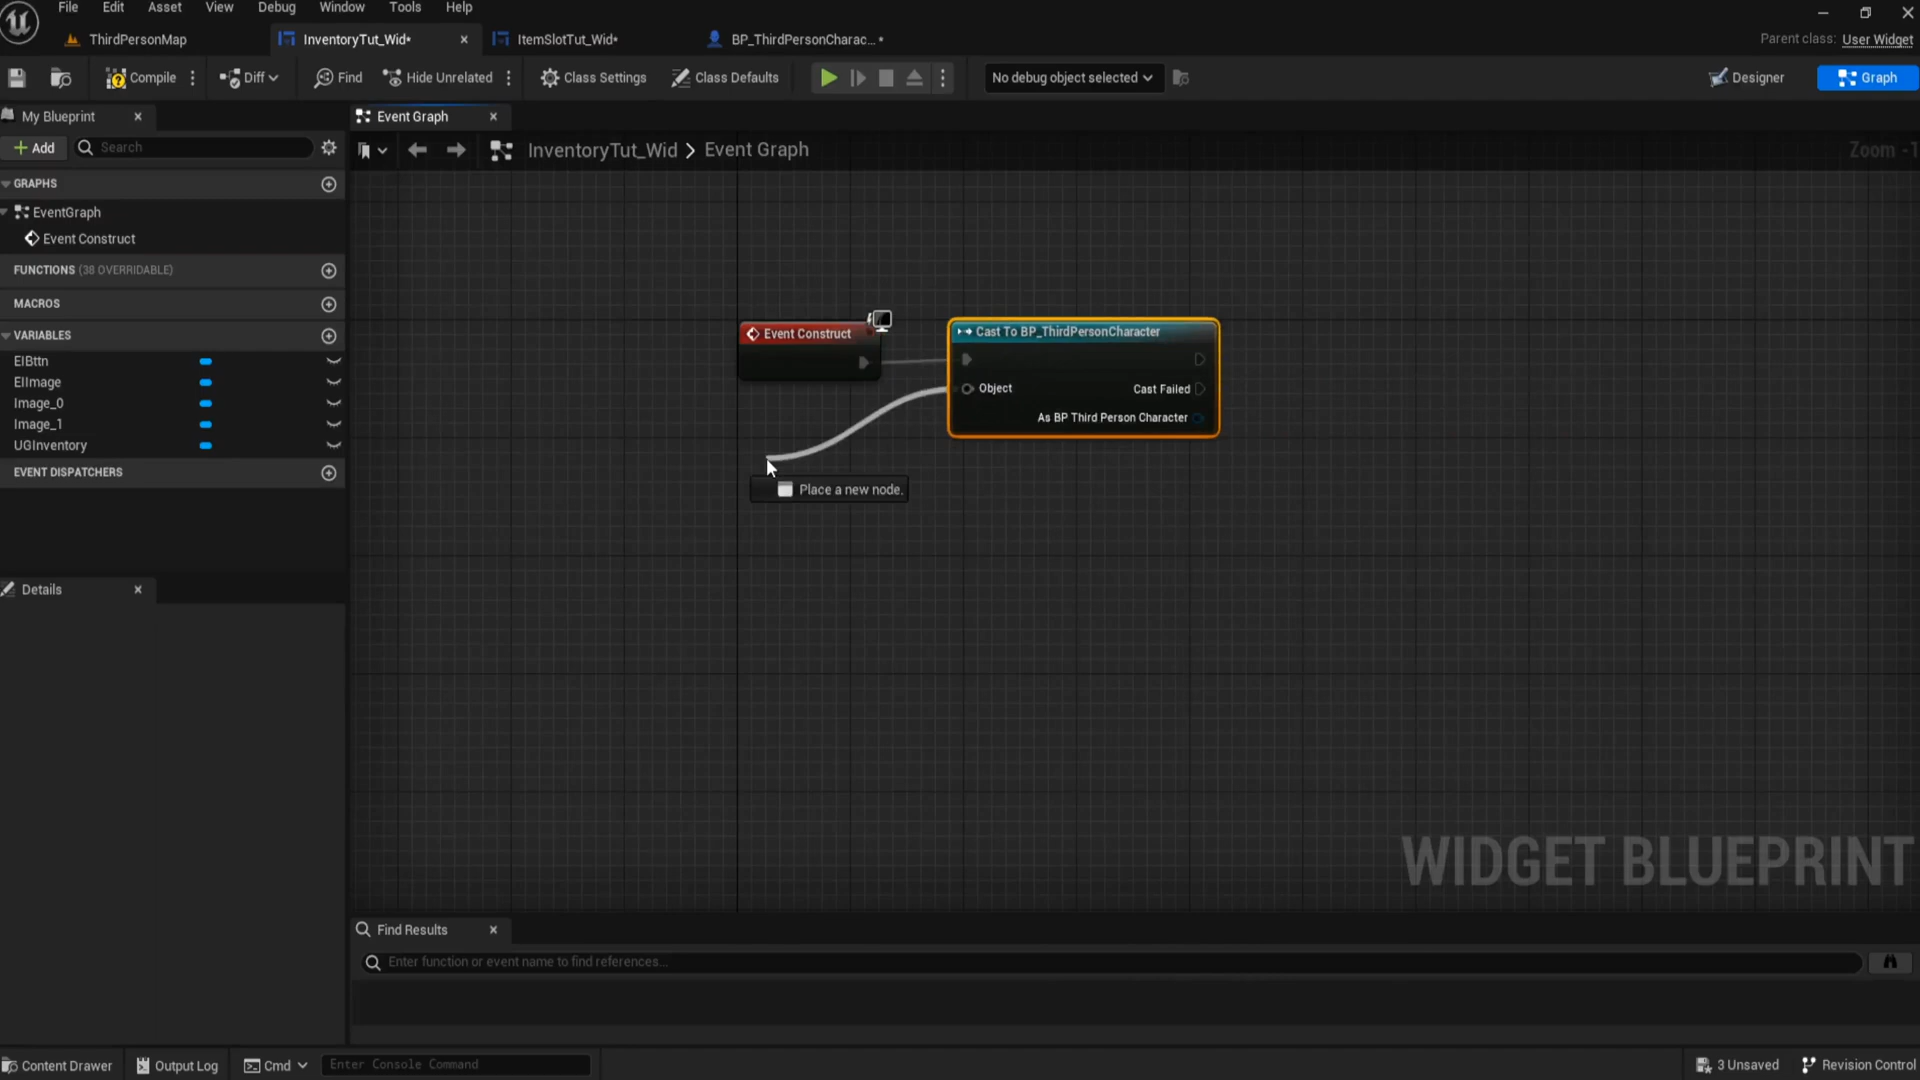 File Edit Asset View Debug Window Tools Help
ThirdPersonMap InventoryTut_Wid* ItemSlotTut_Wid* BP_ThirdPersonCharac... * Parent class: User Widget
Compile Diff Find Hide Unrelated Class Settings Class Defaults No debug object selected Designer Graph
My Blueprint Event Graph
Add Search InventoryTut_Wid > Event Graph Zoom -1
GRAPHS
EventGraph
Event Construct
FUNCTIONS (38 OVERRIDABLE)
MACROS
VARIABLES
EIBttn
EIImage
Image_0
Image_1
UGInventory
EVENT DISPATCHERS
Details
Event Construct
Cast To BP_ThirdPersonCharacter
Object Cast Failed
As BP Third Person Character
Place a new node.
WIDGET BLUEPRINT
Find Results
Enter function or event name to find references...
Content Drawer Output Log Cmd Enter Console Command 3 Unsaved Revision Control